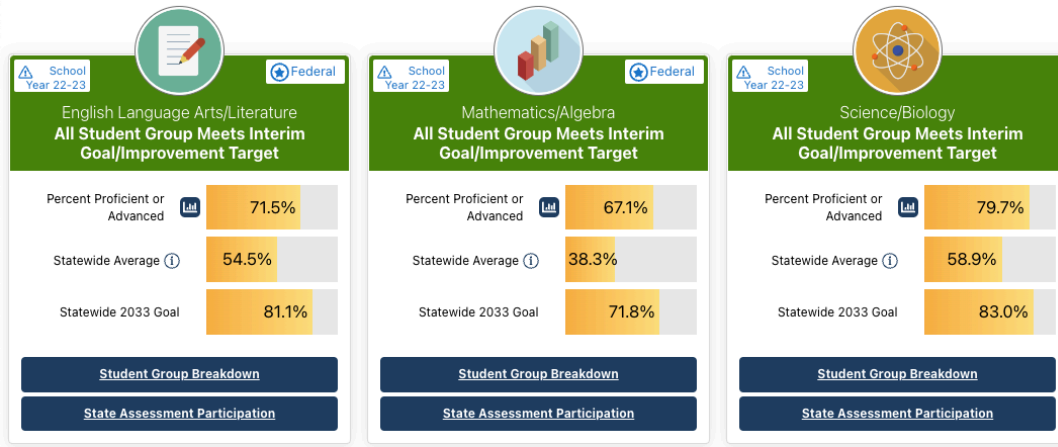 School
Year 22-23
Federal
English Language Arts/Literature
All Student Group Meets Interim
Goal/Improvement Target
Percent Proficient or
Advanced
71.5%
Statewide Average
54.5%
Statewide 2033 Goal
81.1%
Student Group Breakdown
State Assessment Participation
School
Year 22-23
Federal
Mathematics/Algebra
All Student Group Meets Interim
Goal/Improvement Target
Percent Proficient or
Advanced
67.1%
Statewide Average
38.3%
Statewide 2033 Goal
71.8%
Student Group Breakdown
State Assessment Participation
School
Year 22-23
Science/Biology
All Student Group Meets Interim
Goal/Improvement Target
Percent Proficient or
Advanced
79.7%
Statewide Average
58.9%
Statewide 2033 Goal
83.0%
Student Group Breakdown
State Assessment Participation